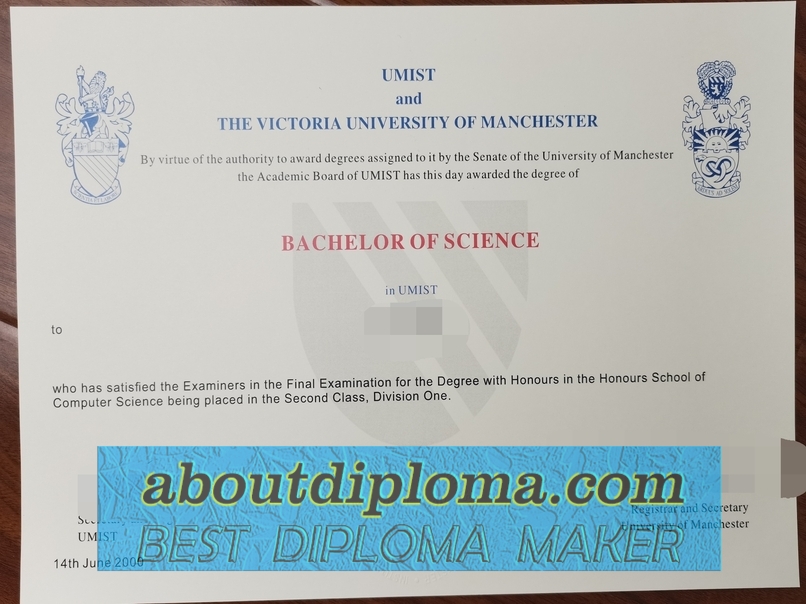 UMIST
and
THE VICTORIA UNIVERSITY OF MANCHESTER
By virtue of the authority to award degrees assigned to it by the Senate of the University of Manchester
the Academic Board of UMIST has this day awarded the degree of
BACHELOR OF SCIENCE
in UMIST
to
who has satisfied the Examiners in the Final Examination for the Degree with Honours in the Honours School of
Computer Science being placed in the Second Class, Division One.
aboutdiploma.com
BEST DIPLOMA MAKER
Registrar and Secretary
UMIST
University of Manchester
14th June